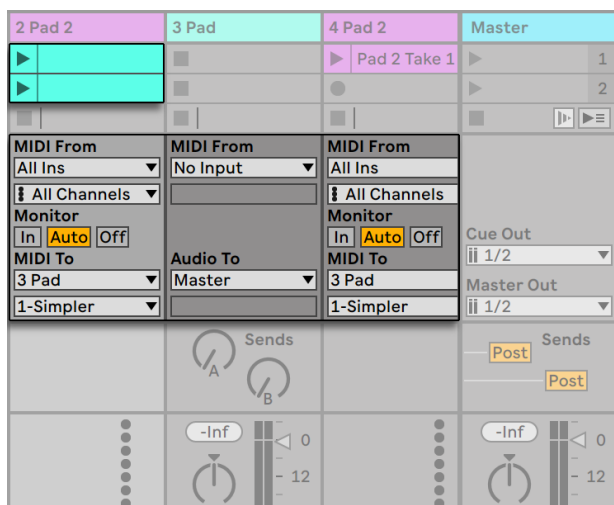 2 Pad 2
3 Pad
4 Pad 2
Master
Pad 2 Take 1
1
2
MIDI From
All Ins
All Channels
Monitor
In Auto Off
MIDI To
3 Pad
1-Simpler
MIDI From
No Input
Audio To
Master
MIDI From
All Ins
All Channels
Monitor
In Auto Off
MIDI To
3 Pad
1-Simpler
Cue Out
1/2
Master Out
1/2
Sends
A
B
Sends
Post
Post
-Inf
0
12
-Inf
0
12